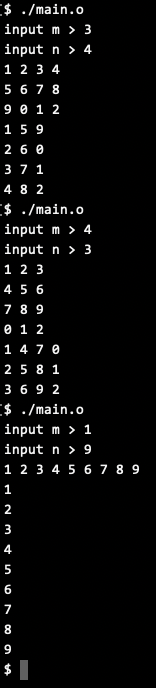 $ ./main.o
input m > 3
input n > 4
1 2 3 4
5 6 7 8
9 0 1 2
1 5 9
2 6 0
3 7 1
4 8 2
$ ./main.o
input m > 4
input n > 3
1 2 3
4 5 6
7 8 9
0 1 2
1 4 7 0
2 5 8 1
3 6 9 2
$ ./main.o
input m > 1
input n > 9
1 2 3 4 5 6 7 8 9
1
2
3
4
5
6
7
8
9
$